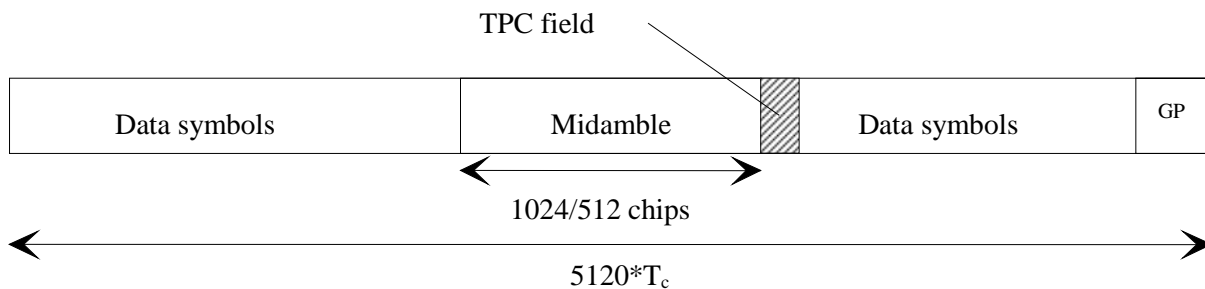 TPC field
Data symbols
Midamble
Data symbols
GP
1024/512 chips
5120*Tc